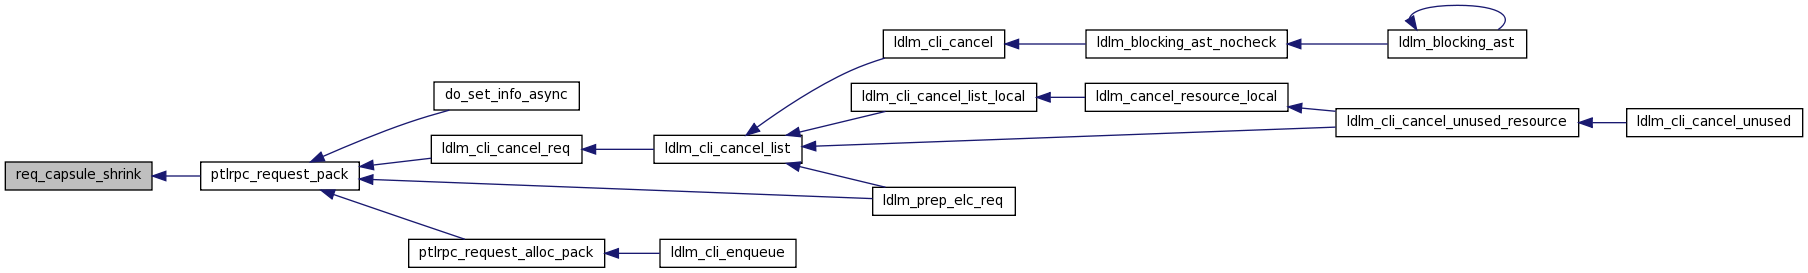 req_capsule_shrink
ptlrpc_request_pack
do_set_info_async
ldlm_cli_cancel_req
ptlrpc_request_alloc_pack
ldlm_cli_enqueue
ldlm_cli_cancel_list
ldlm_cli_cancel
ldlm_cli_cancel_list_local
ldlm_prep_elc_req
ldlm_blocking_ast_nocheck
ldlm_cancel_resource_local
ldlm_blocking_ast
ldlm_cli_cancel_unused_resource
ldlm_cli_cancel_unused